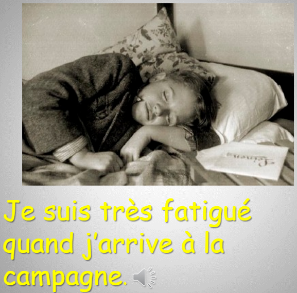 Je suis très fatigué
quand j'arrive à la
campagne.